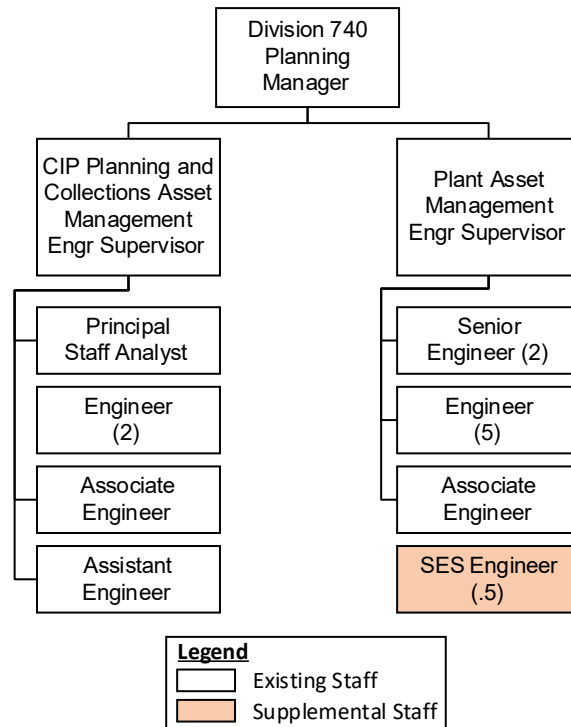 Division 740
Planning
Manager
CIP Planning and
Collections Asset
Management
Engr Supervisor
Principal
Staff Analyst
Engineer
(2)
Associate
Engineer
Assistant
Engineer
Plant Asset
Management
Engr Supervisor
Senior
Engineer (2)
Engineer
(5)
Associate
Engineer
SES Engineer
(.5)
Legend
Existing Staff
Supplemental Staff